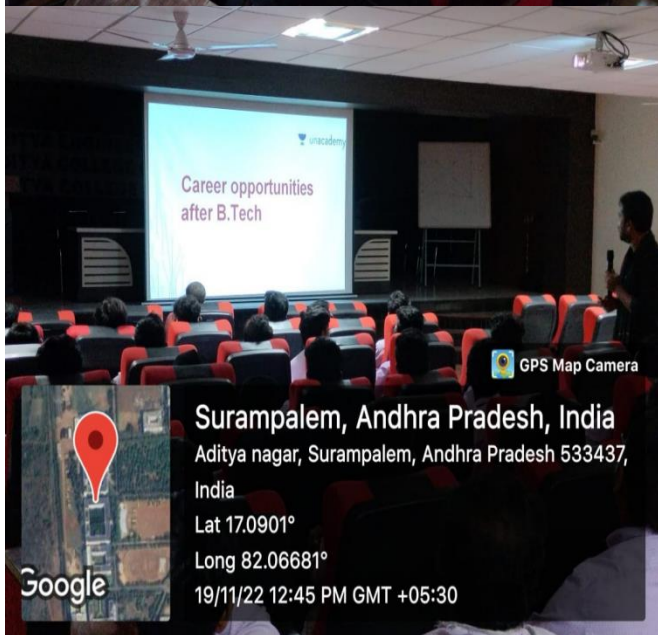 unacademy
Career opportunities
after B.Tech
GPS Map Camera
Surampalem, Andhra Pradesh, India
Aditya nagar, Surampalem, Andhra Pradesh 533437,
India
Lat 17.0901°
Long 82.06681°
19/11/22 12:45 PM GMT +05:30
Google